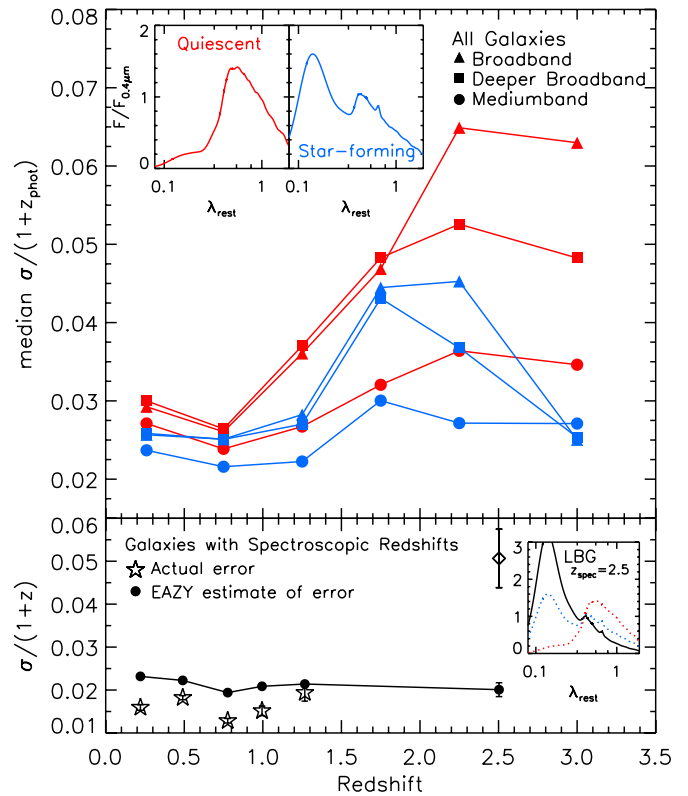 0.08
0.07
0.06
0.05
0.04
0.03
0.02
median σ/(1+z_phot)
Quiescent
F/F_0.4μm
2
1
0
0.1
1
λ_rest
Star-forming
0.1
1
λ_rest
All Galaxies
Broadband
Deeper Broadband
Mediumband
0.06
0.05
0.04
0.03
0.02
0.01
σ/(1+z)
Galaxies with Spectroscopic Redshifts
Actual error
EAZY estimate of error
LBG
z_spec=2.5
3
2
1
0
0.1
1
λ_rest
0.0 0.5 1.0 1.5 2.0 2.5 3.0 3.5
Redshift